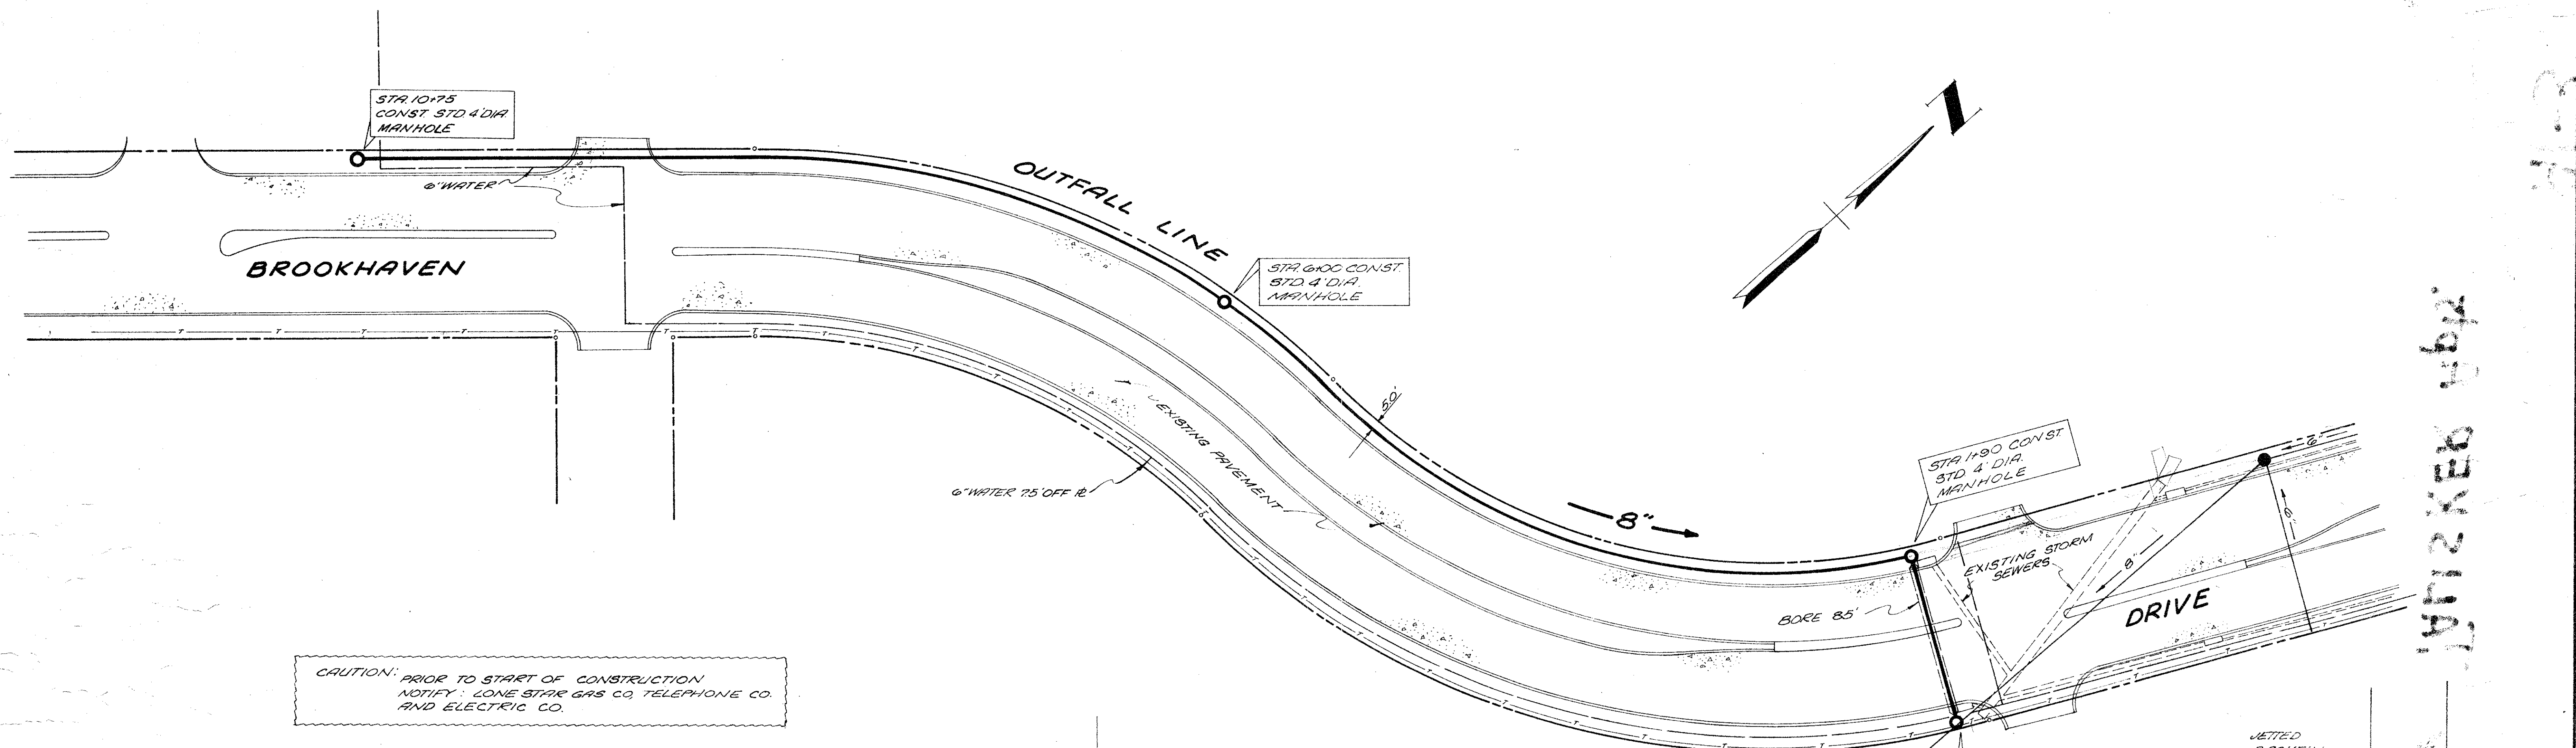 STA. 10+75
CONST. STD. 4' DIA.
MANHOLE
6" WATER
BROOKHAVEN
OUTFALL LINE
STA. 6+00 CONST.
STD. 4' DIA.
MANHOLE
5.0'
EXISTING PAVEMENT
6" WATER 7.5' OFF ⅊
8"
STA 1+90 CONST.
STD. 4' DIA.
MANHOLE
6"
6"
8"
EXISTING STORM
SEWERS
BORE 85'
DRIVE
CAUTION: PRIOR TO START OF CONSTRUCTION
NOTIFY: LONE STAR GAS CO, TELEPHONE CO.
AND ELECTRIC CO.
JETTED